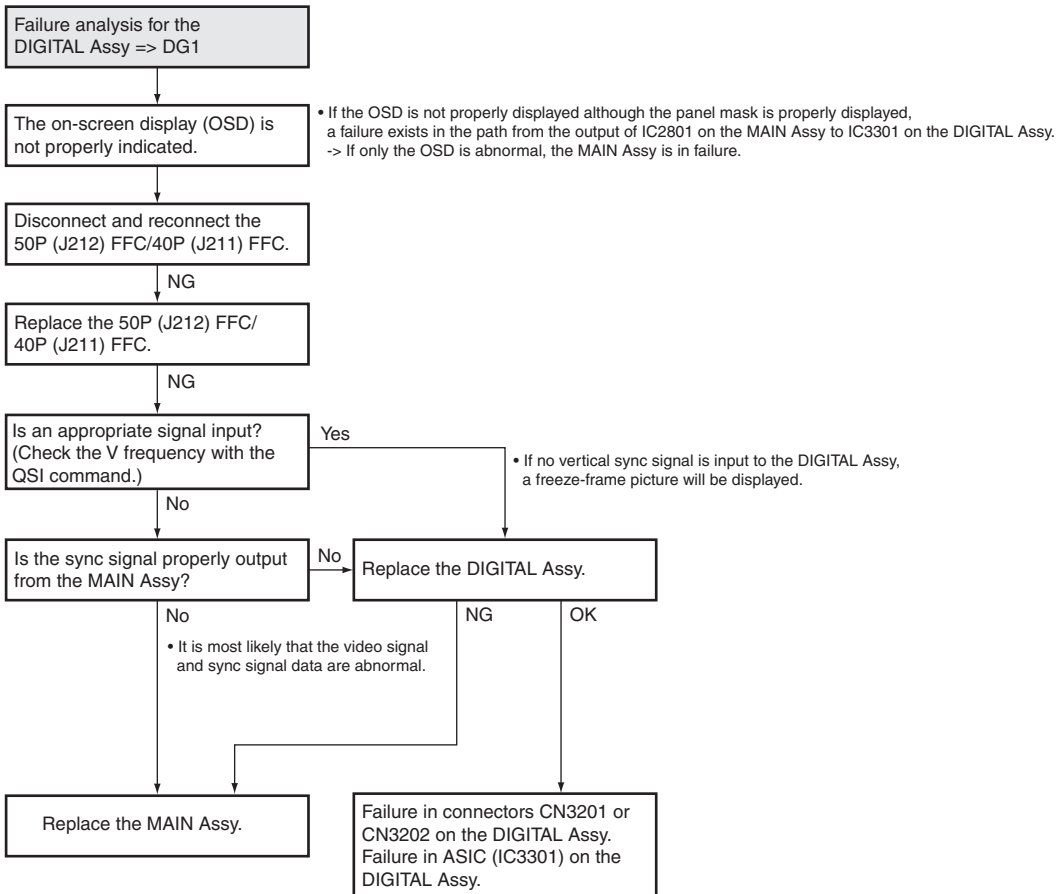 Failure analysis for the
DIGITAL Assy => DG1
The on-screen display (OSD) is
not properly indicated.
• If the OSD is not properly displayed although the panel mask is properly displayed,
a failure exists in the path from the output of IC2801 on the MAIN Assy to IC3301 on the DIGITAL Assy.
-> If only the OSD is abnormal, the MAIN Assy is in failure.
Disconnect and reconnect the
50P (J212) FFC/40P (J211) FFC.
NG
Replace the 50P (J212) FFC/
40P (J211) FFC.
NG
Is an appropriate signal input?
(Check the V frequency with the
QSI command.)
Yes
• If no vertical sync signal is input to the DIGITAL Assy,
a freeze-frame picture will be displayed.
No
Is the sync signal properly output
from the MAIN Assy?
No
Replace the DIGITAL Assy.
No
NG
OK
• It is most likely that the video signal
and sync signal data are abnormal.
Replace the MAIN Assy.
Failure in connectors CN3201 or
CN3202 on the DIGITAL Assy.
Failure in ASIC (IC3301) on the
DIGITAL Assy.